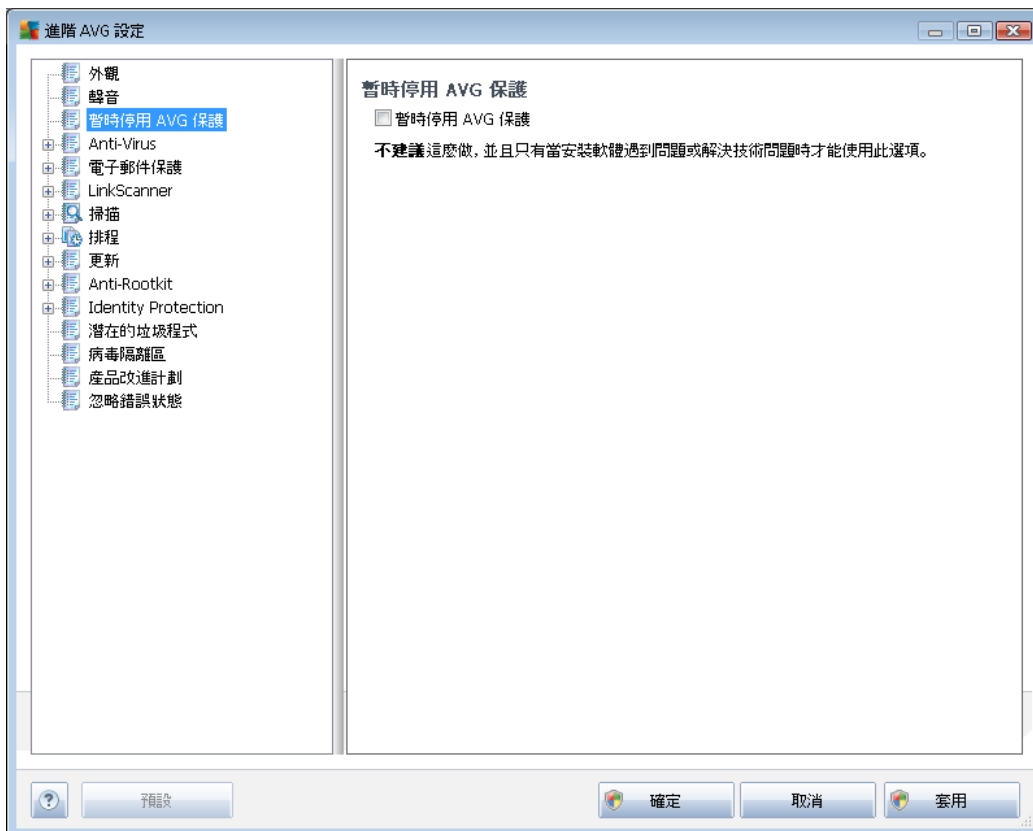 進階 AVG 設定
外觀
聲音
暫時停用 AVG 保護
Anti-Virus
電子郵件保護
LinkScanner
掃描
排程
更新
Anti-Rootkit
Identity Protection
潛在的垃圾程式
病毒隔離區
產品改進計劃
忽略錯誤狀態
暫時停用 AVG 保護
暫時停用 AVG 保護
不建議這麼做, 並且只有當安裝軟體遇到問題或解決技術問題時才能使用此選項。
?
預設
確定
取消
套用